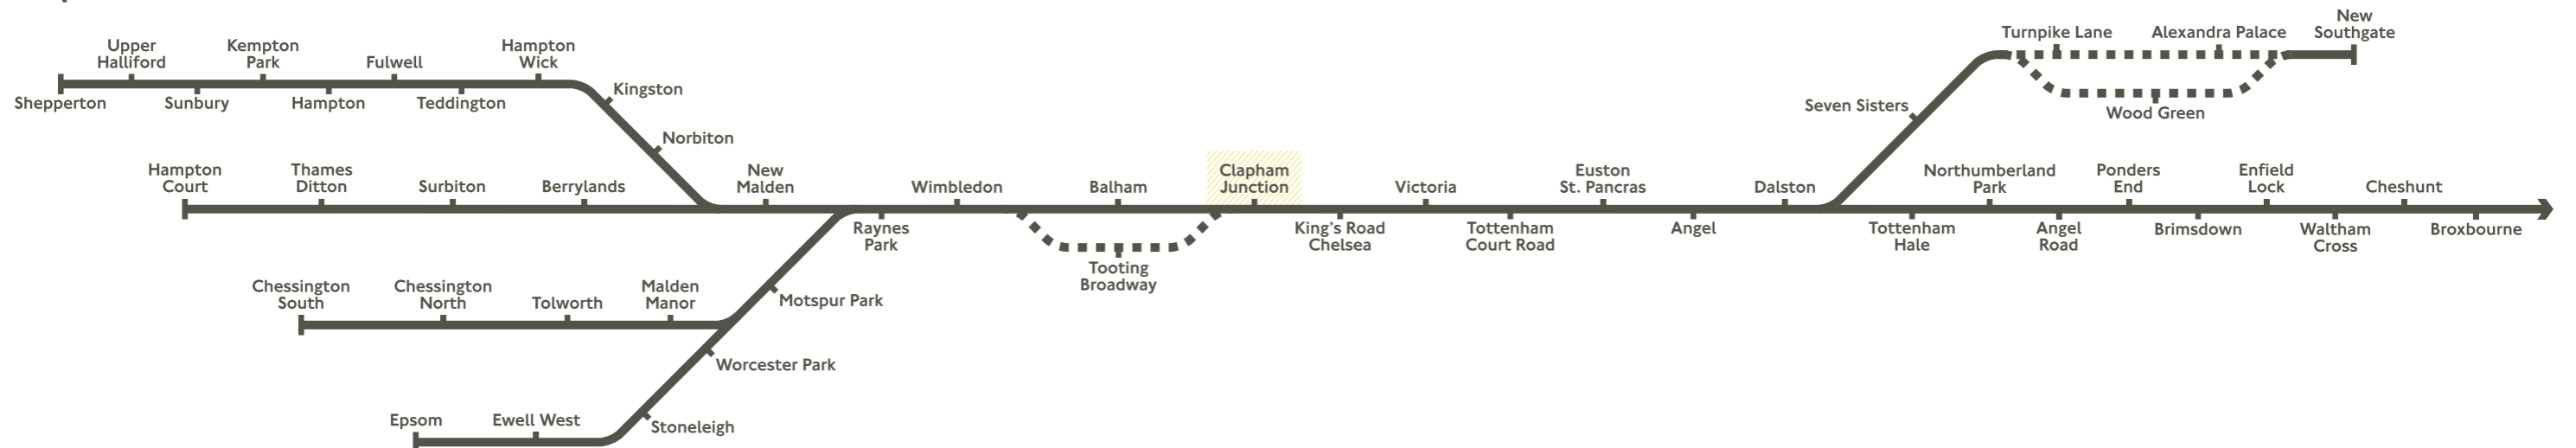 New
Southgate
Turnpike Lane
Alexandra Palace
Wood Green
Seven Sisters
Upper
Halliford
Kempton
Park
Fulwell
Hampton
Wick
Shepperton
Sunbury
Hampton
Teddington
Kingston
Norbiton
Hampton
Court
Thames
Ditton
Surbiton
Berrylands
New
Malden
Raynes
Park
Wimbledon
Balham
Tooting
Broadway
Clapham
Junction
King's Road
Chelsea
Victoria
Tottenham
Court Road
Euston
St. Pancras
Angel
Dalston
Tottenham
Hale
Northumberland
Park
Angel
Road
Ponders
End
Brimsdown
Enfield
Lock
Waltham
Cross
Cheshunt
Broxbourne
Chessington
South
Chessington
North
Tolworth
Malden
Manor
Motspur Park
Worcester Park
Stoneleigh
Epsom
Ewell West